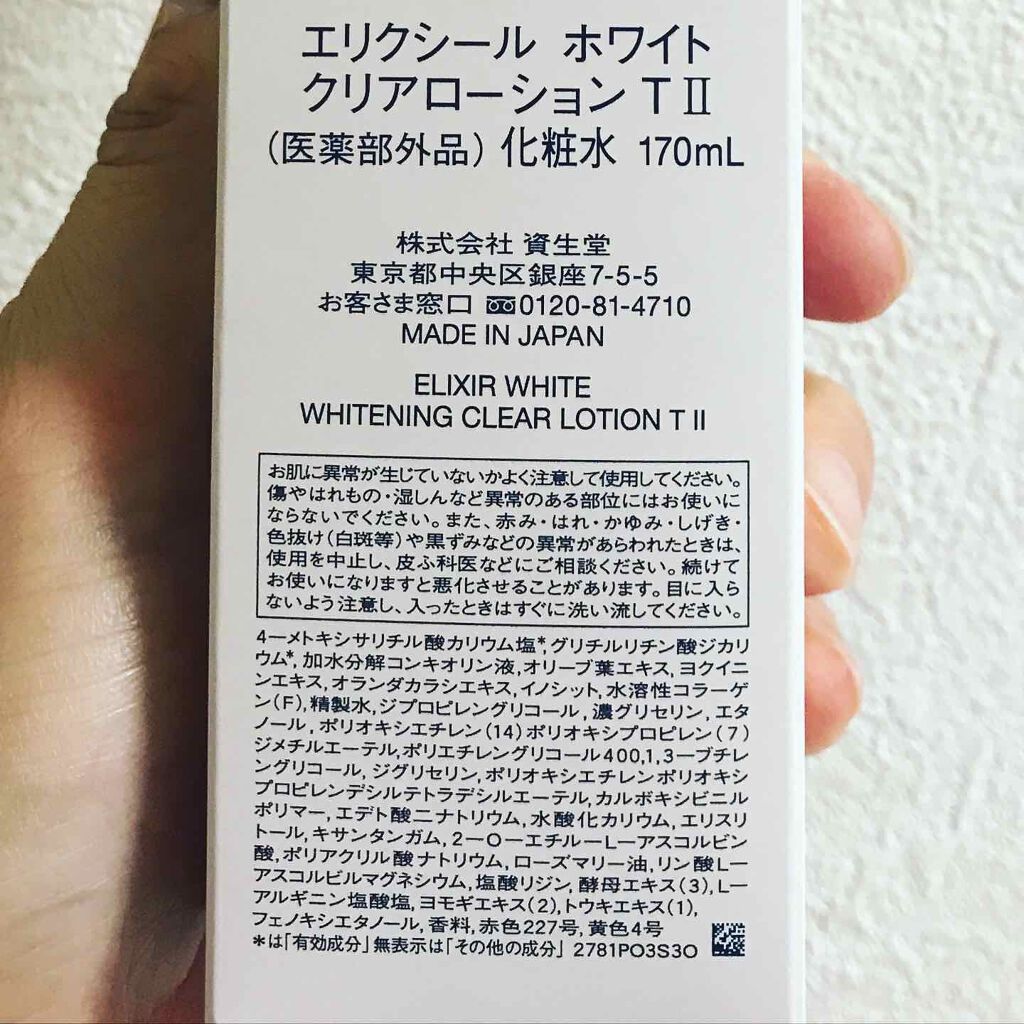 エリクシール ホワイト
クリアローション T Ⅱ
（医薬部外品）化粧水 170mL
株式会社 資生堂
東京都中央区銀座7-5-5
お客さま窓口 0120-81-4710
MADE IN JAPAN
ELIXIR WHITE
WHITENING CLEAR LOTION T Ⅱ
お肌に異常が生じていないかよく注意して使用してください。
傷やはれもの・湿しんなど異常のある部位にはお使いに
ならないでください。また、赤み・はれ・かゆみ・しげき・
色抜け（白斑等）や黒ずみなどの異常があらわれたときは、
使用を中止し、皮ふ科医などにご相談ください。続けて
お使いになりますと悪化させることがあります。目に入ら
ないよう注意し、入ったときはすぐに洗い流してください。
4ーメトキシサリチル酸カリウム塩*,グリチルリチン酸ジカリ
ウム*,加水分解コンキオリン液,オリーブ葉エキス,ヨクイニ
ンエキス,オランダカラシエキス,イノシット,水溶性コラーゲ
ン（F）,精製水,ジプロピレングリコール,濃グリセリン,エタ
ノール,ポリオキシエチレン（14）ポリオキシプロピレン（7）
ジメチルエーテル,ポリエチレングリコール400,1,3ーブチレ
ングリコール,ジグリセリン,ポリオキシエチレンポリオキシ
プロピレンデシルテトラデシルエーテル,カルボキシビニル
ポリマー,エデト酸二ナトリウム,水酸化カリウム,エリスリ
トール,キサンタンガム,2ーOーエチルーLーアスコルビン
酸,ポリアクリル酸ナトリウム,ローズマリー油,リン酸Lー
アスコルビルマグネシウム,塩酸リジン,酵母エキス（3）,Lー
アルギニン塩酸塩,ヨモギエキス（2）,トウキエキス（1）,
フェノキシエタノール,香料,赤色227号,黄色4号
*は「有効成分」無表示は「その他の成分」 2781PO3S3O